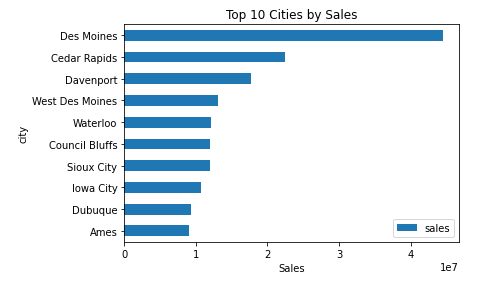 Top 10 Cities by Sales
Des Moines
Cedar Rapids
Davenport
West Des Moines
Waterloo
Council Bluffs
Sioux City
Iowa City
Dubuque
Ames
city
sales
0 1 2 3 4
1e7
Sales